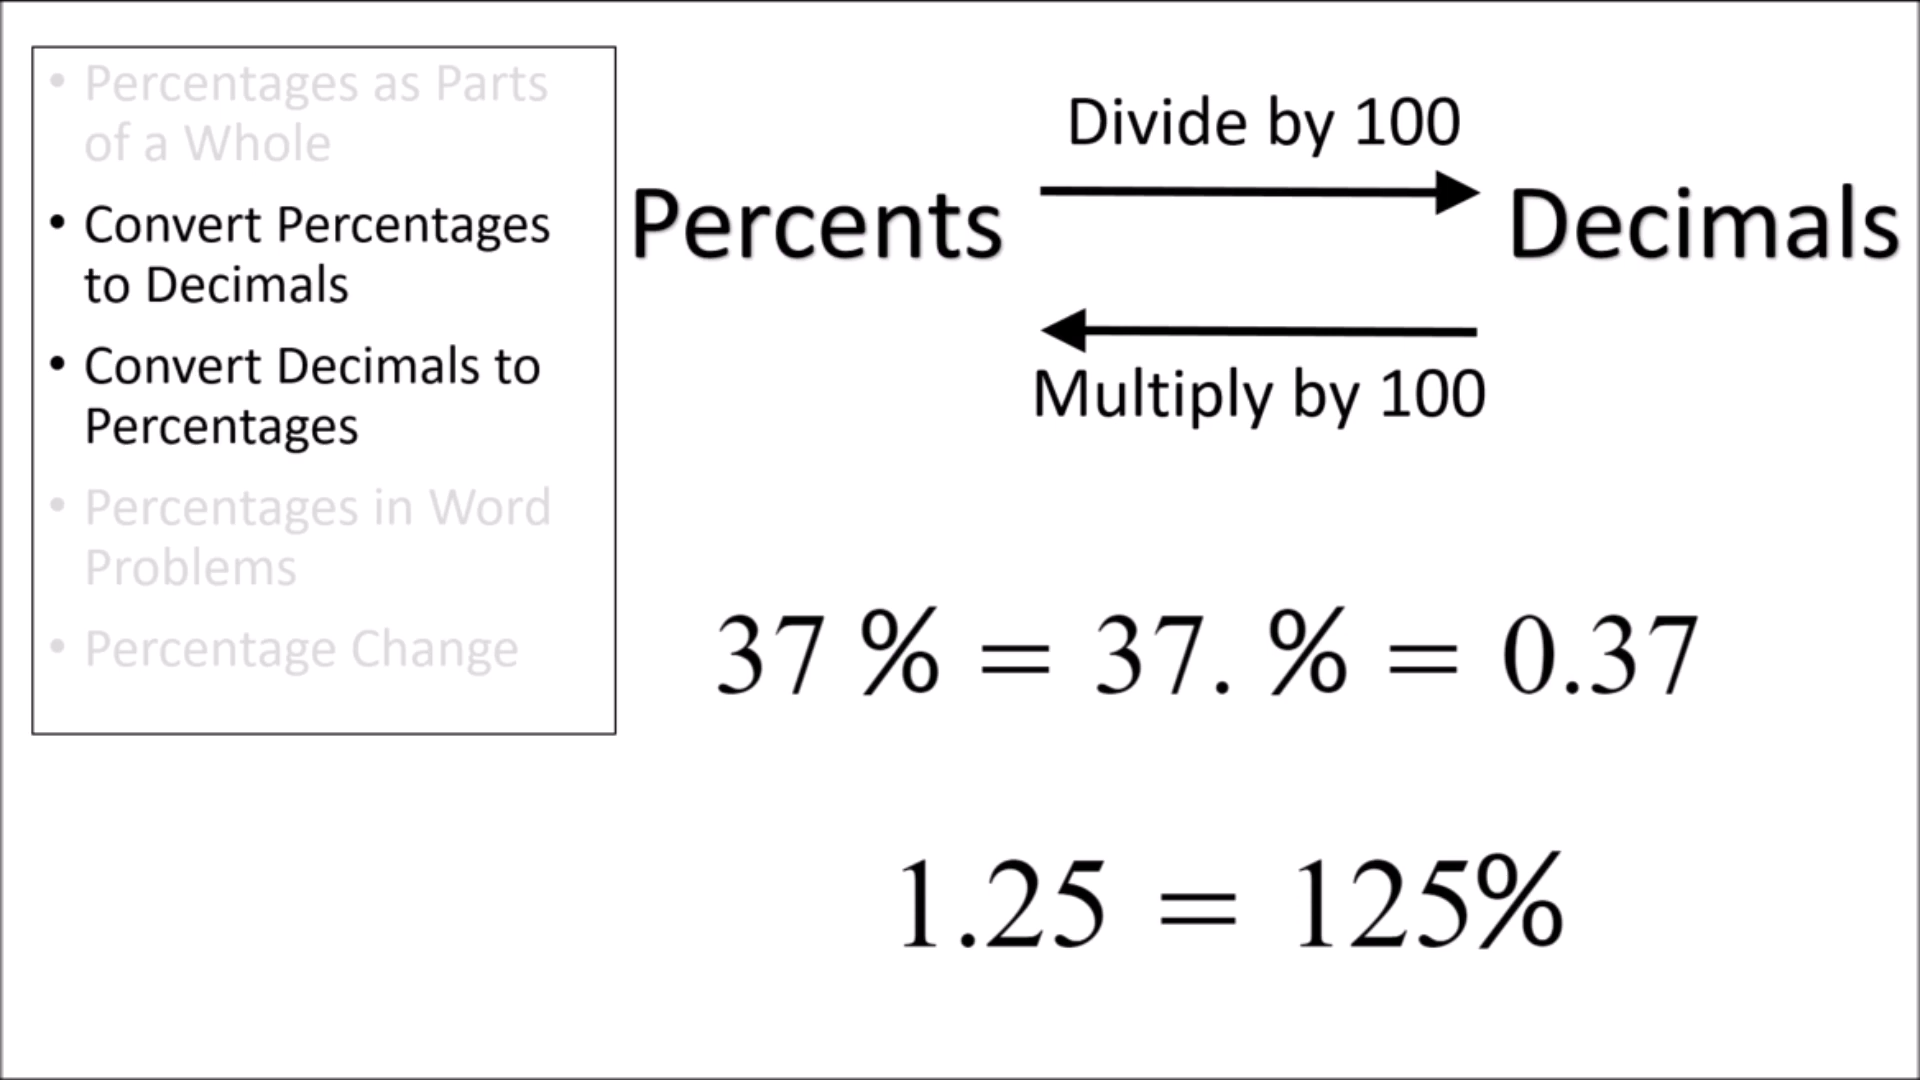 • Percentages as Parts
of a Whole
• Convert Percentages
to Decimals
• Convert Decimals to
Percentages
• Percentages in Word
Problems
• Percentage Change
Divide by 100
Percents
Decimals
Multiply by 100
37 % = 37. % = 0.37
1.25 = 125%